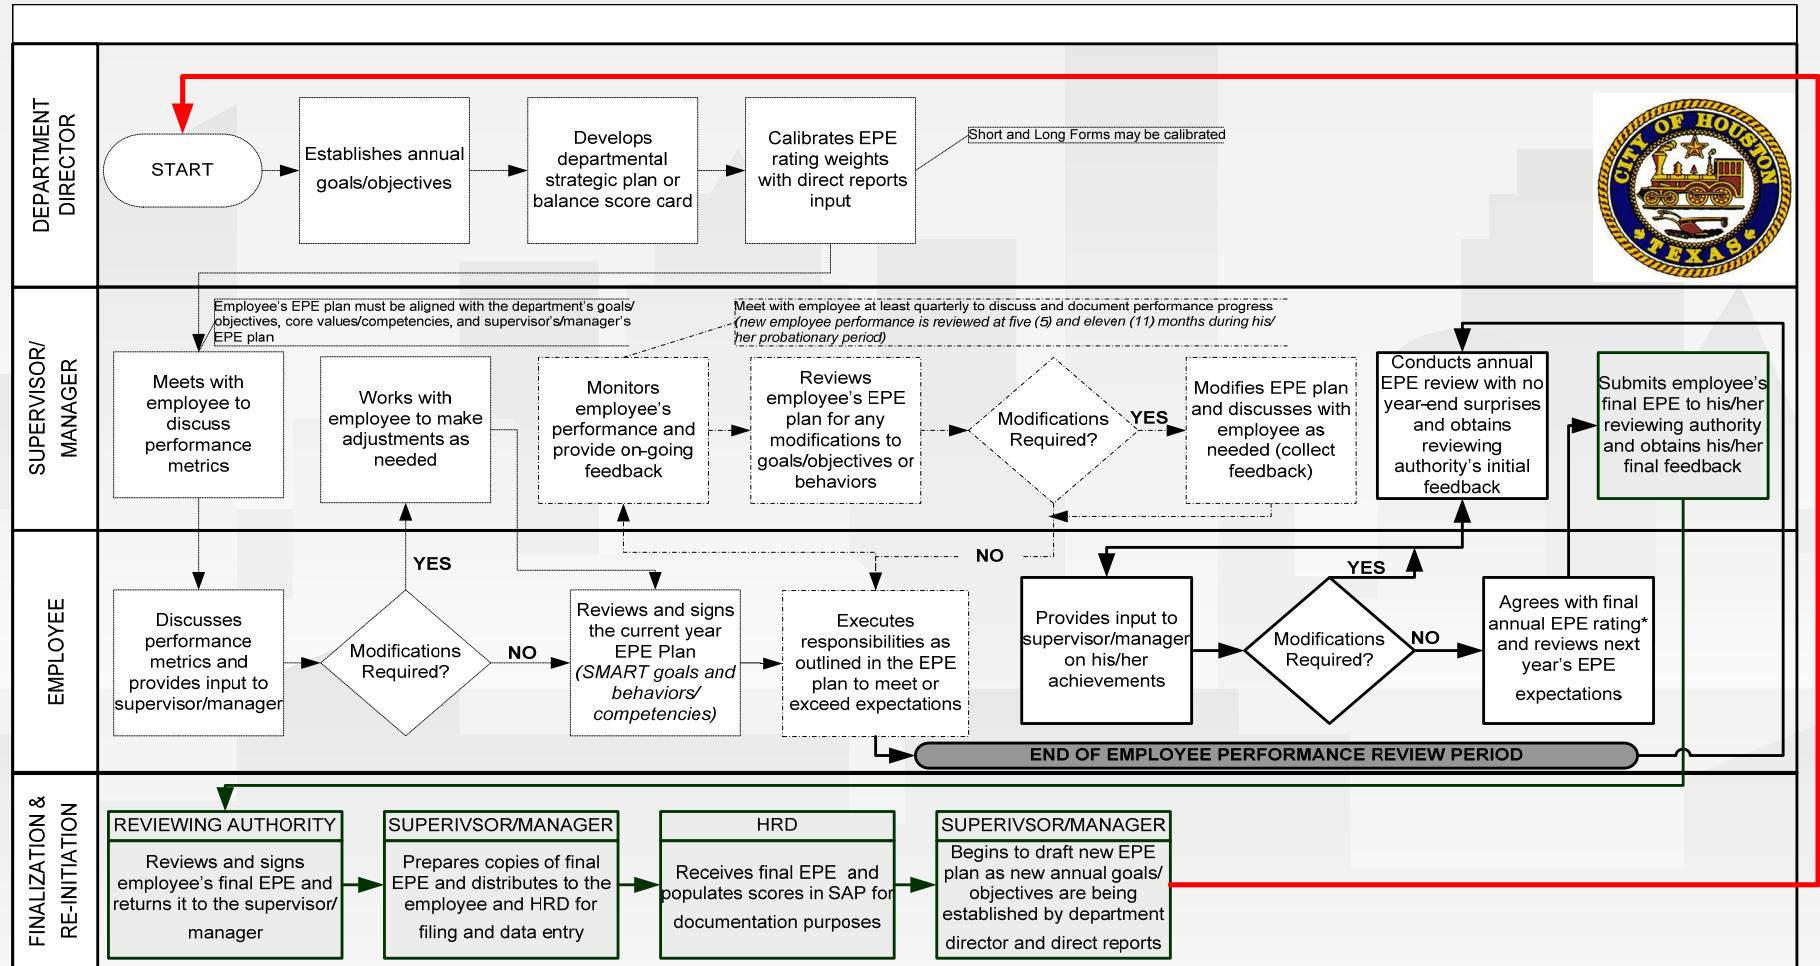 DEPARTMENT
DIRECTOR
START
Establishes annual
goals/objectives
Develops
departmental
strategic plan or
balance score card
Calibrates EPE
rating weights
with direct reports
input
Short and Long Forms may be calibrated
CITY OF HOUSTON
TEXAS
SUPERVISOR/
MANAGER
Employee's EPE plan must be aligned with the department's goals/
objectives, core values/competencies, and supervisor's/manager's
EPE plan
Meet with employee at least quarterly to discuss and document performance progress
(new employee performance is reviewed at five (5) and eleven (11) months during his/
her probationary period)
Meets with
employee to
discuss
performance
metrics
Works with
employee to make
adjustments as
needed
Monitors
employee's
performance and
provide on-going
feedback
Reviews
employee's EPE
plan for any
modifications to
goals/objectives or
behaviors
Modifications
Required?
YES
Modifies EPE plan
and discusses with
employee as
needed (collect
feedback)
Conducts annual
EPE review with no
year-end surprises
and obtains
reviewing
authority's initial
feedback
Submits employee's
final EPE to his/her
reviewing authority
and obtains his/her
final feedback
EMPLOYEE
Discusses
performance
metrics and
provides input to
supervisor/manager
YES
Modifications
Required?
NO
Reviews and signs
the current year
EPE Plan
(SMART goals and
behaviors/
competencies)
Executes
responsibilities as
outlined in the EPE
plan to meet or
exceed expectations
NO
Provides input to
supervisor/manager
on his/her
achievements
YES
Modifications
Required?
NO
Agrees with final
annual EPE rating*
and reviews next
year's EPE
expectations
END OF EMPLOYEE PERFORMANCE REVIEW PERIOD
FINALIZATION &
RE-INITIATION
REVIEWING AUTHORITY
Reviews and signs
employee's final EPE and
returns it to the supervisor/
manager
SUPERIVSOR/MANAGER
Prepares copies of final
EPE and distributes to the
employee and HRD for
filing and data entry
HRD
Receives final EPE and
populates scores in SAP for
documentation purposes
SUPERIVSOR/MANAGER
Begins to draft new EPE
plan as new annual goals/
objectives are being
established by department
director and direct reports